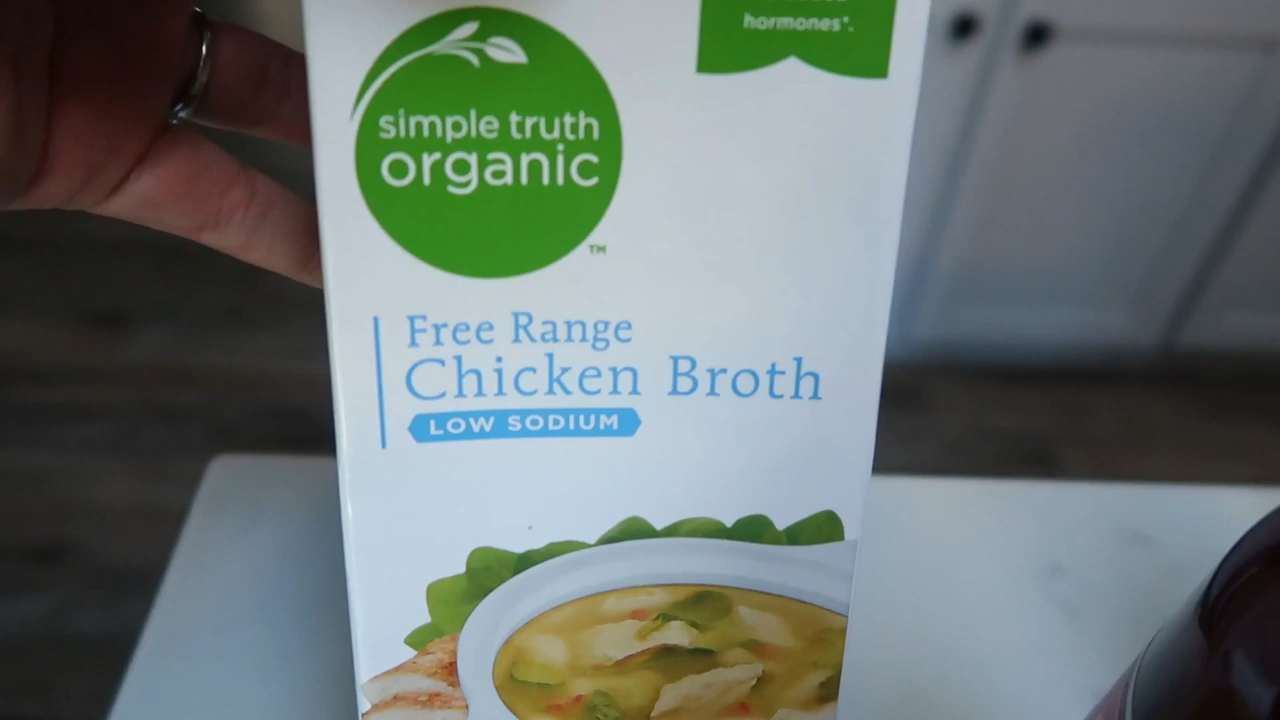 hormones*.
simple truth
organic
™
Free Range
Chicken Broth
LOW SODIUM